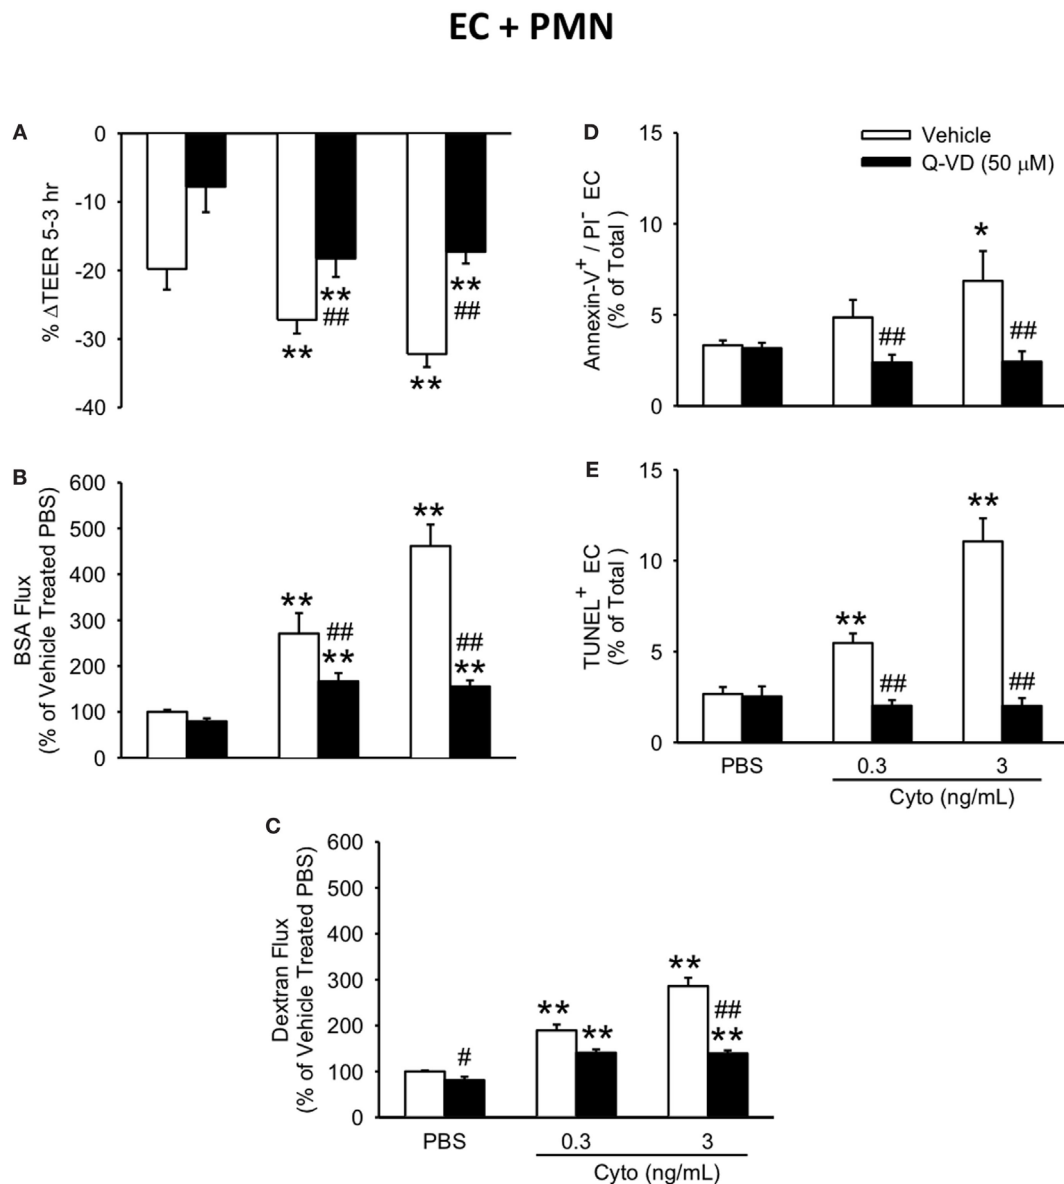 EC + PMN
A
% ΔTEER 5-3 hr
0
-10
-20
-30
-40
**
**
##
**
**
##
B
BSA Flux
(% of Vehicle Treated PBS)
600
500
400
300
200
100
0
**
##
**
**
##
**
C
Dextran Flux
(% of Vehicle Treated PBS)
600
500
400
300
200
100
0
#
**
**
**
##
**
PBS
0.3
3
Cyto (ng/mL)
D
Annexin-V⁺ / PI⁻ EC
(% of Total )
15
10
5
0
Vehicle
Q-VD (50 μM)
##
*
##
E
TUNEL⁺ EC
(% of Total )
15
10
5
0
**
##
**
##
PBS
0.3
3
Cyto (ng/mL)